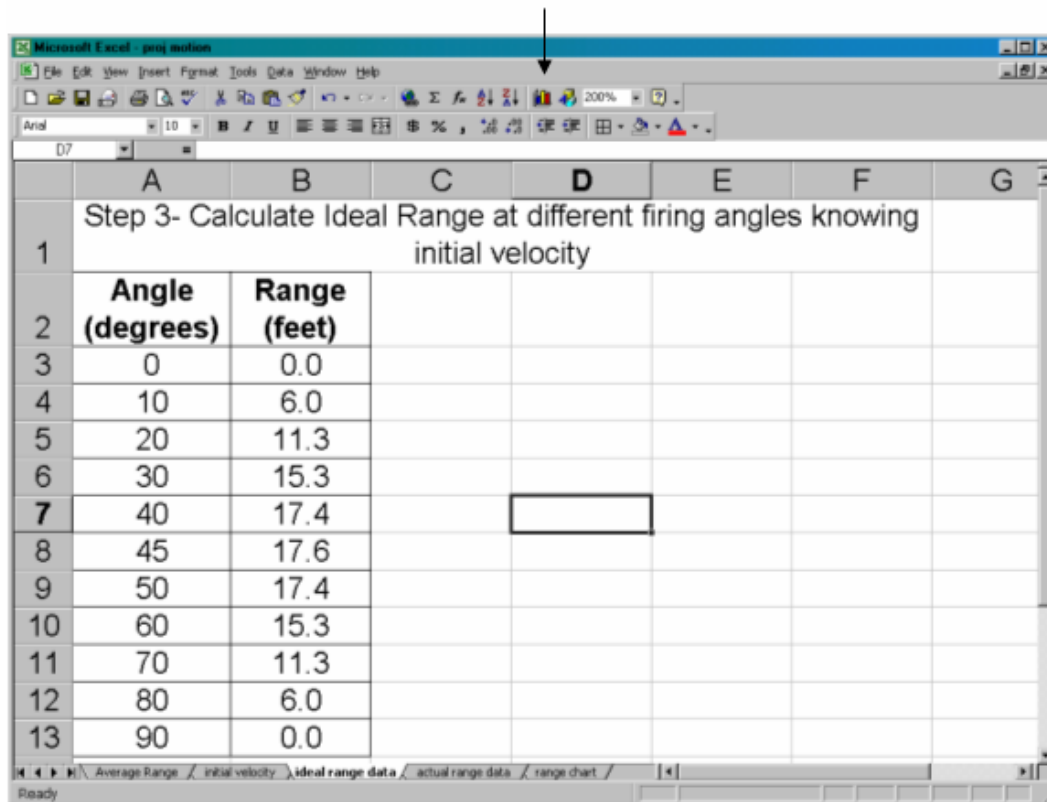 Microsoft Excel - proj motion
File Edit View Insert Format Tools Data Window Help
200%
Arial 10 B I U $ % ,
D7 =
A B C D E F G
1 Step 3- Calculate Ideal Range at different firing angles knowing
initial velocity
2 Angle (degrees) Range (feet)
3 0 0.0
4 10 6.0
5 20 11.3
6 30 15.3
7 40 17.4
8 45 17.6
9 50 17.4
10 60 15.3
11 70 11.3
12 80 6.0
13 90 0.0
Average Range initial velocity ideal range data actual range data range chart
Ready